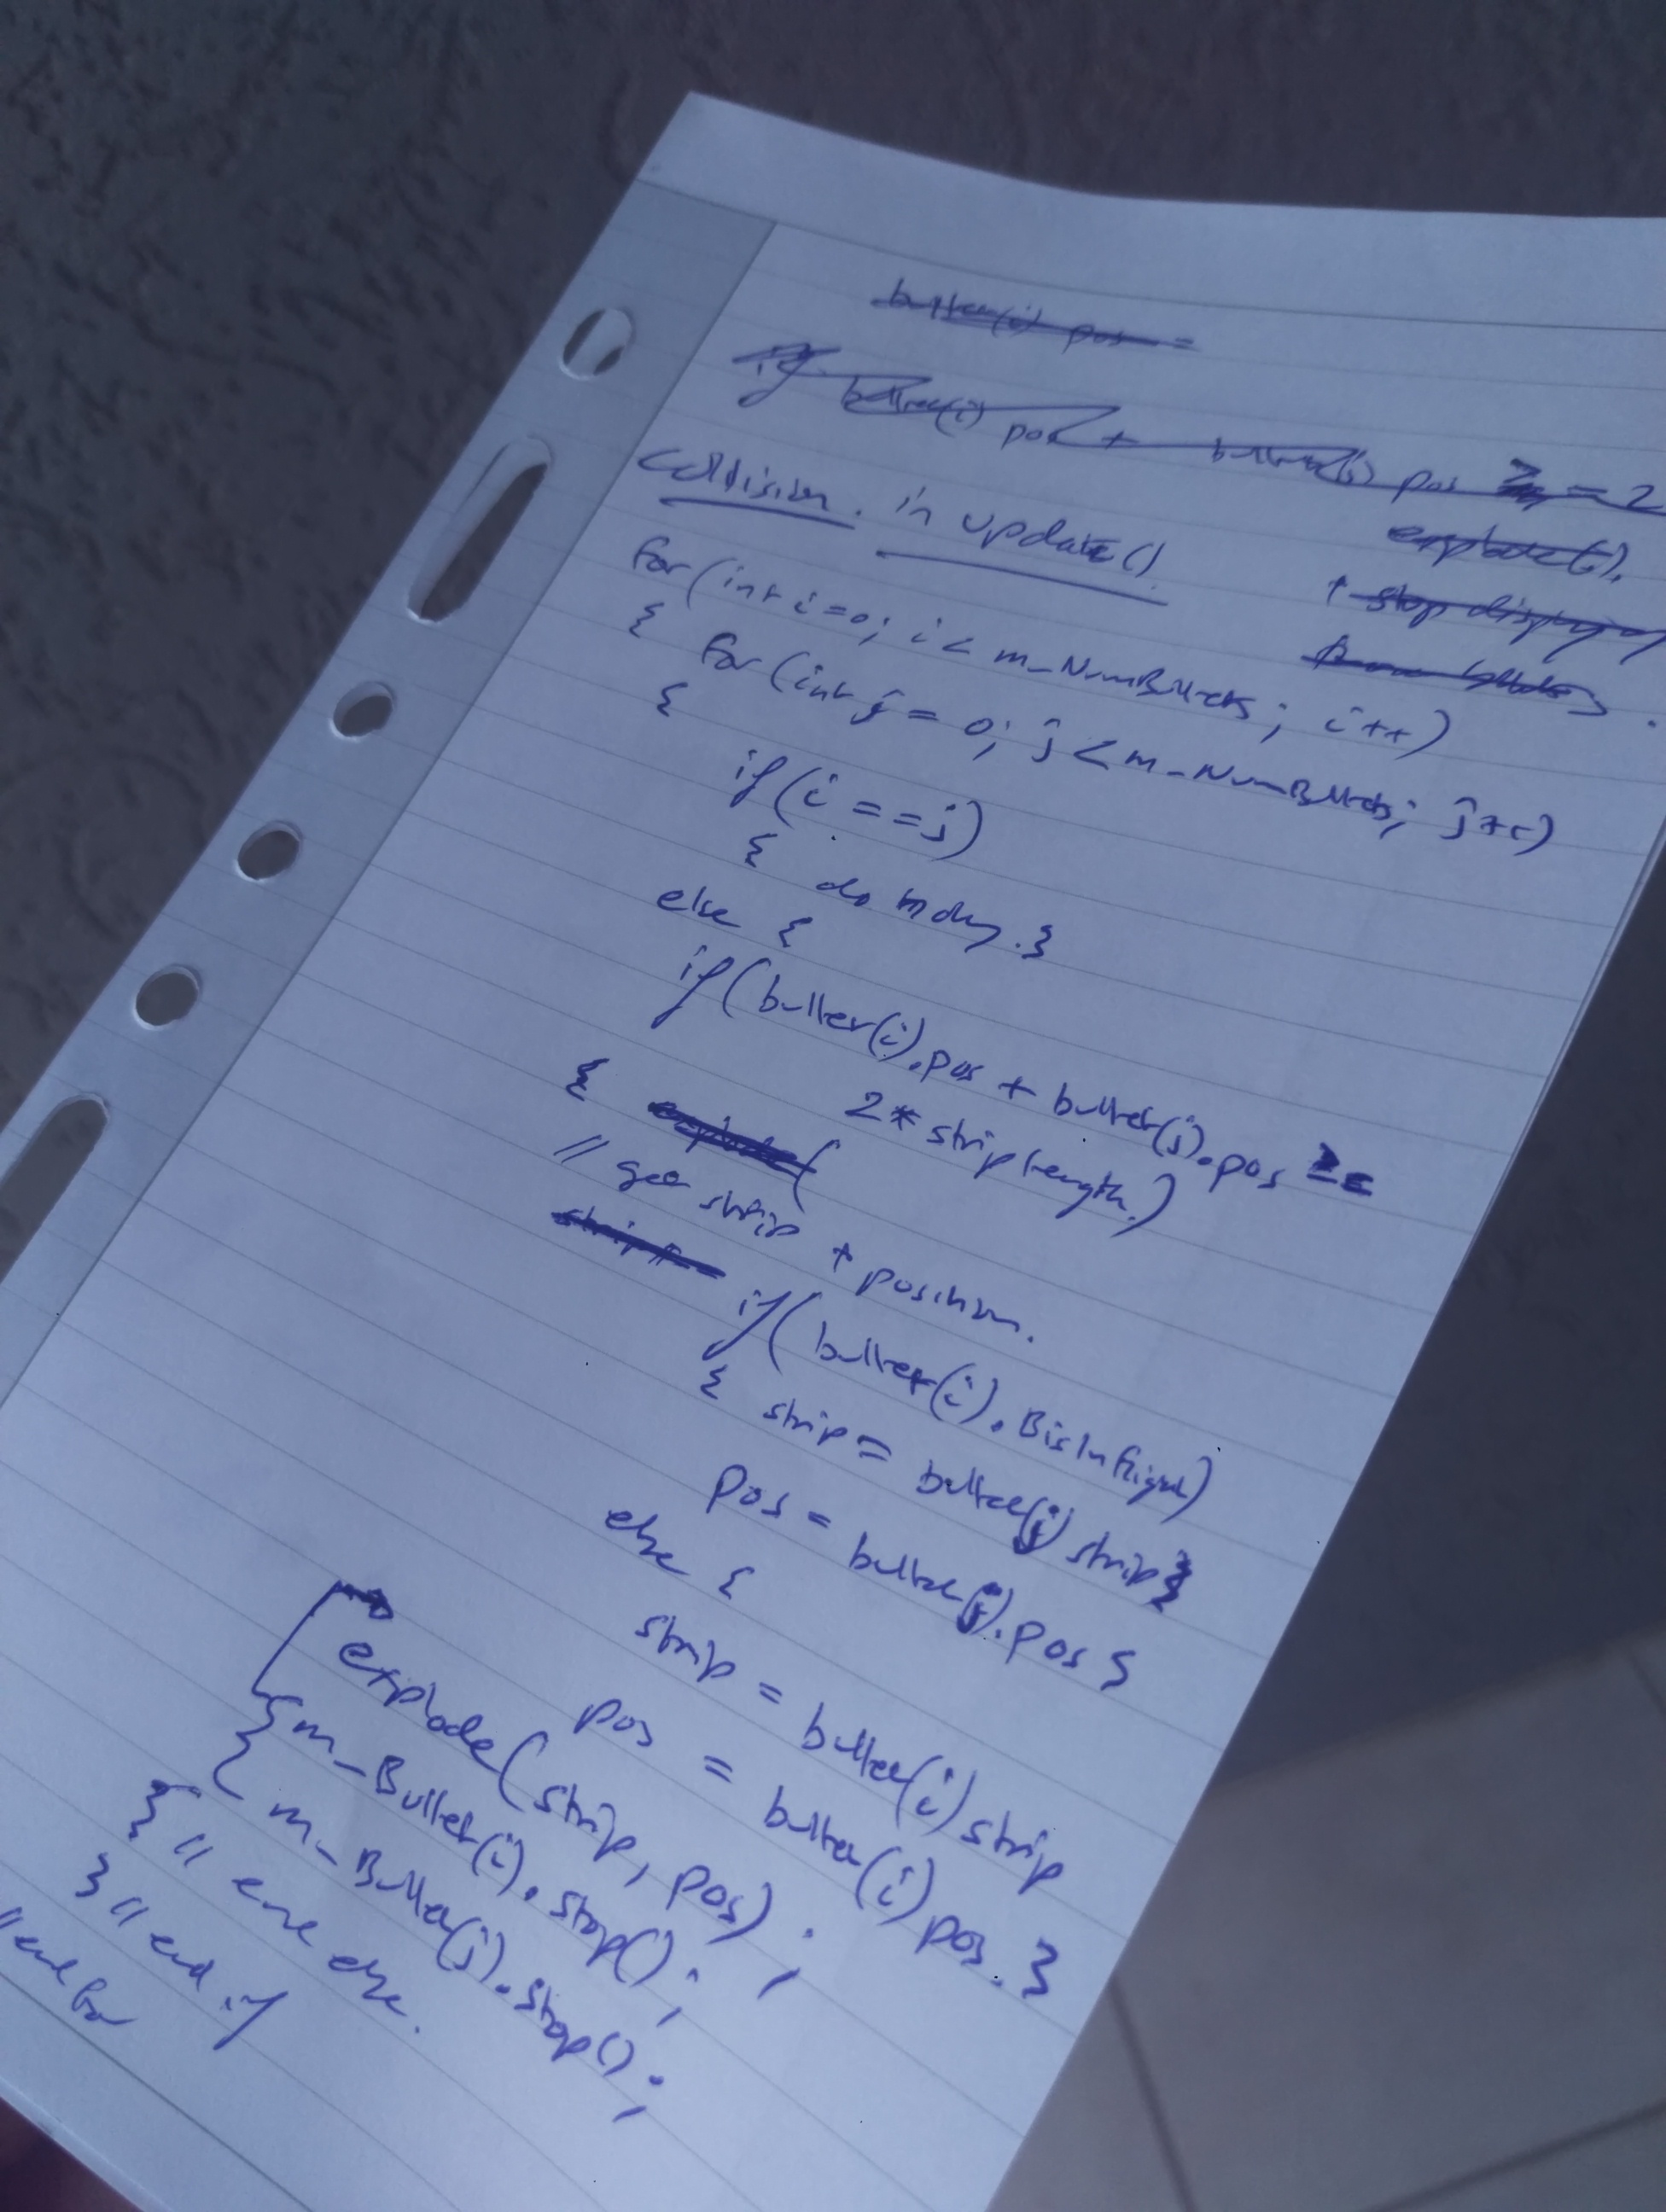 bullet(i) pos =
if bullet(i) pos + bullet(j) pos = 2
explode().
Collision. in update().
↑ stop displaying
for(int i=0; i < m_NumBullets; i++)
{ for(int j = 0; j < m_NumBullets; j++)
{
if(i == j)
{ do nothing.}
else {
if(bullet(i).pos + bullet(j).pos >=
2* strip length.)
{ explode(
// get strip + position.
strip =
if(bullet(i).BisInflight)
{ strip = bullet(j) strip}
pos = bullet(j).pos }
else {
strip = bullet(i) strip
pos = bullet(i) pos. }
explode(strip, pos);
} m_Bullet(i).stop();
m_Bullet(j).stop();
} // end else.
} // end if
// end for